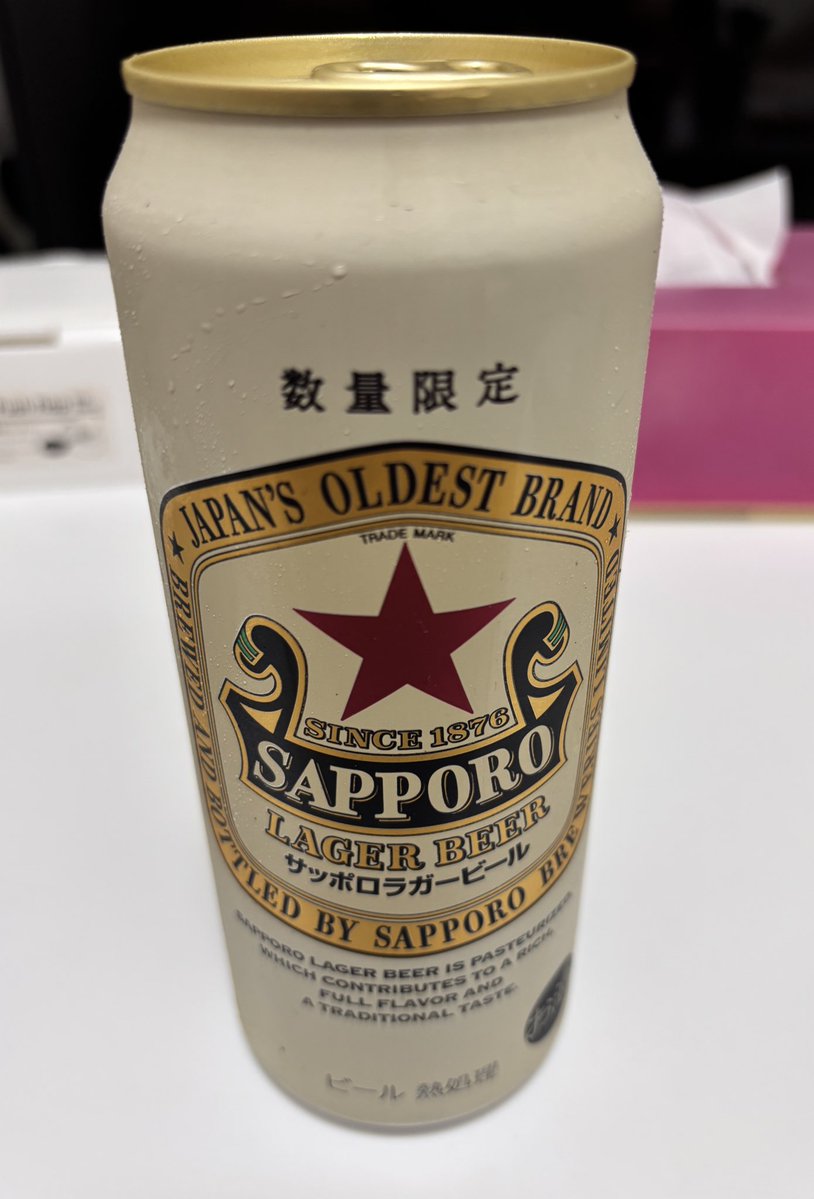 数量限定
JAPAN'S OLDEST BRAND
TRADE MARK
SINCE 1876
SAPPORO
LAGER BEER
サッポロラガービール
BREWED AND BOTTLED BY SAPPORO
SAPPORO LAGER BEER IS PASTEURIZED,
WHICH CONTRIBUTES TO A RICH,
FULL FLAVOR AND
A TRADITIONAL TASTE.
ビール 熱処理